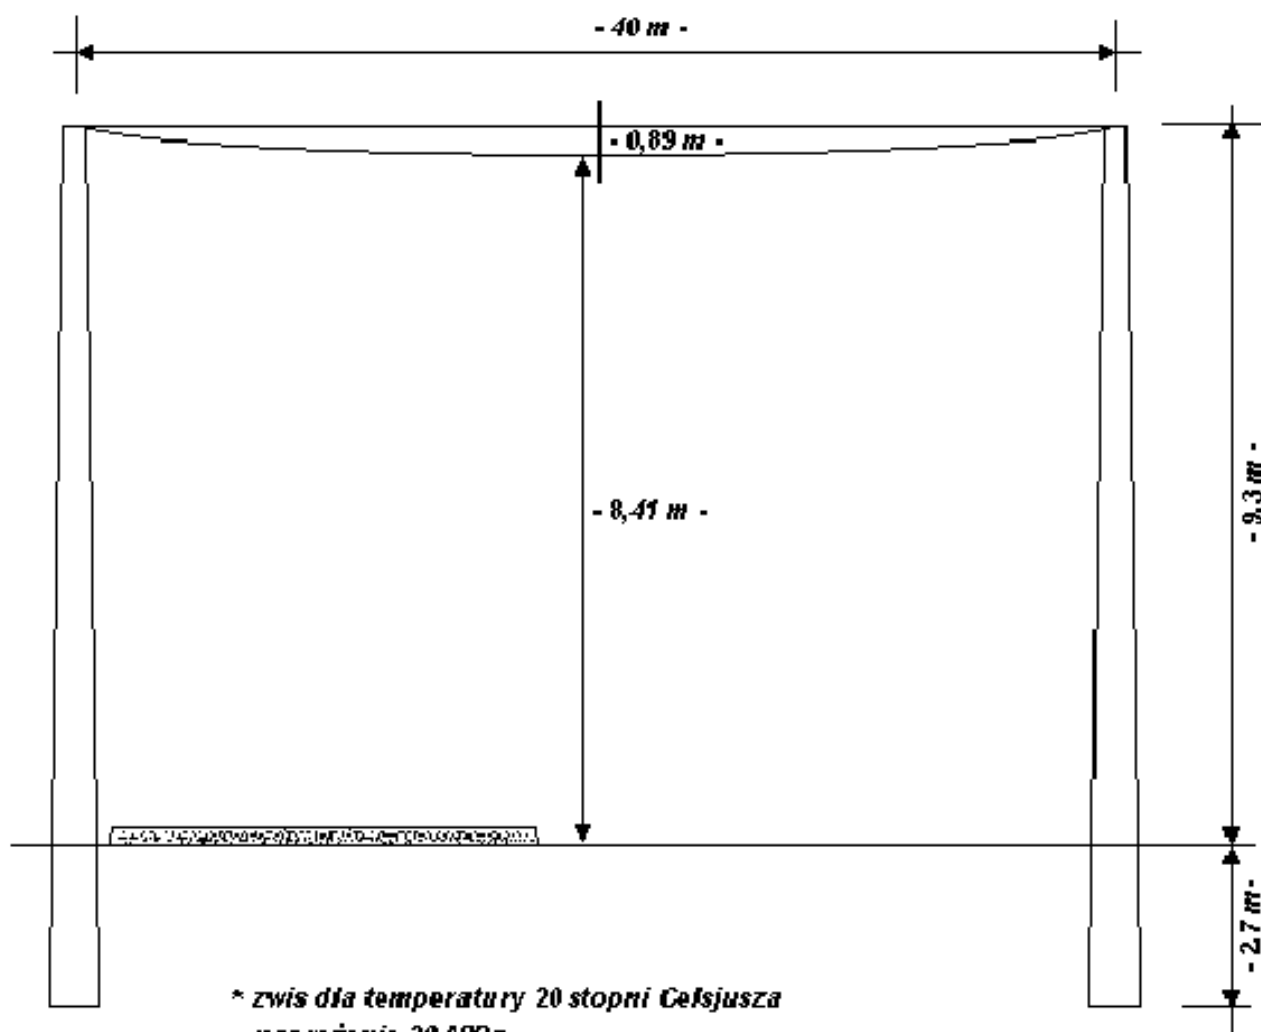 - 40 m -
- 0,89 m -
- 8,41 m -
- 9,3 m -
- 2,7 m -
* zwis dla temperatury 20 stopni Celsjusza